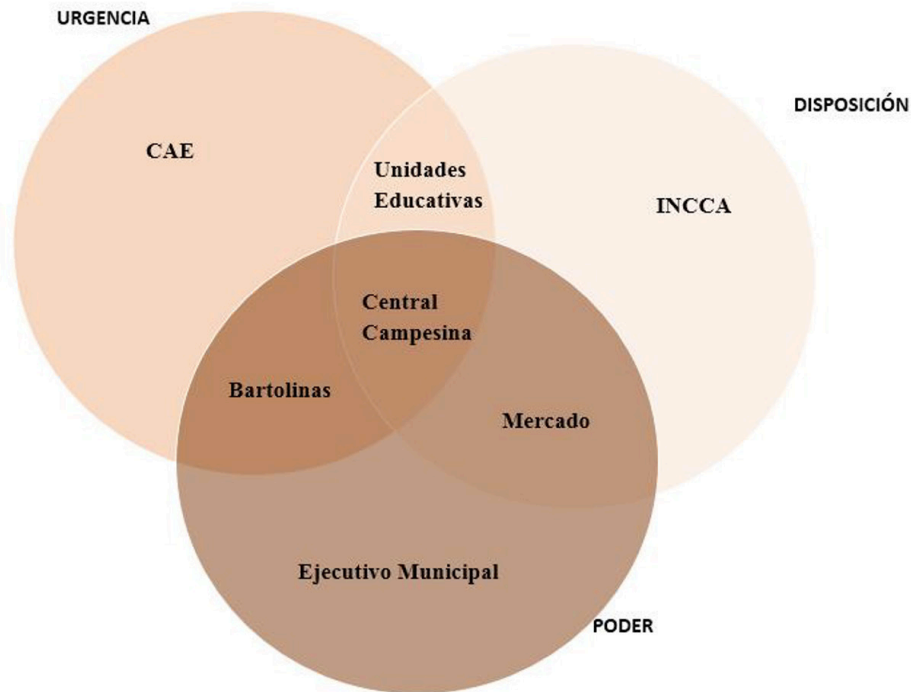 URGENCIA
DISPOSICIÓN
CAE
Unidades
Educativas
INCCA
Central
Campesina
Bartolinas
Mercado
Ejecutivo Municipal
PODER